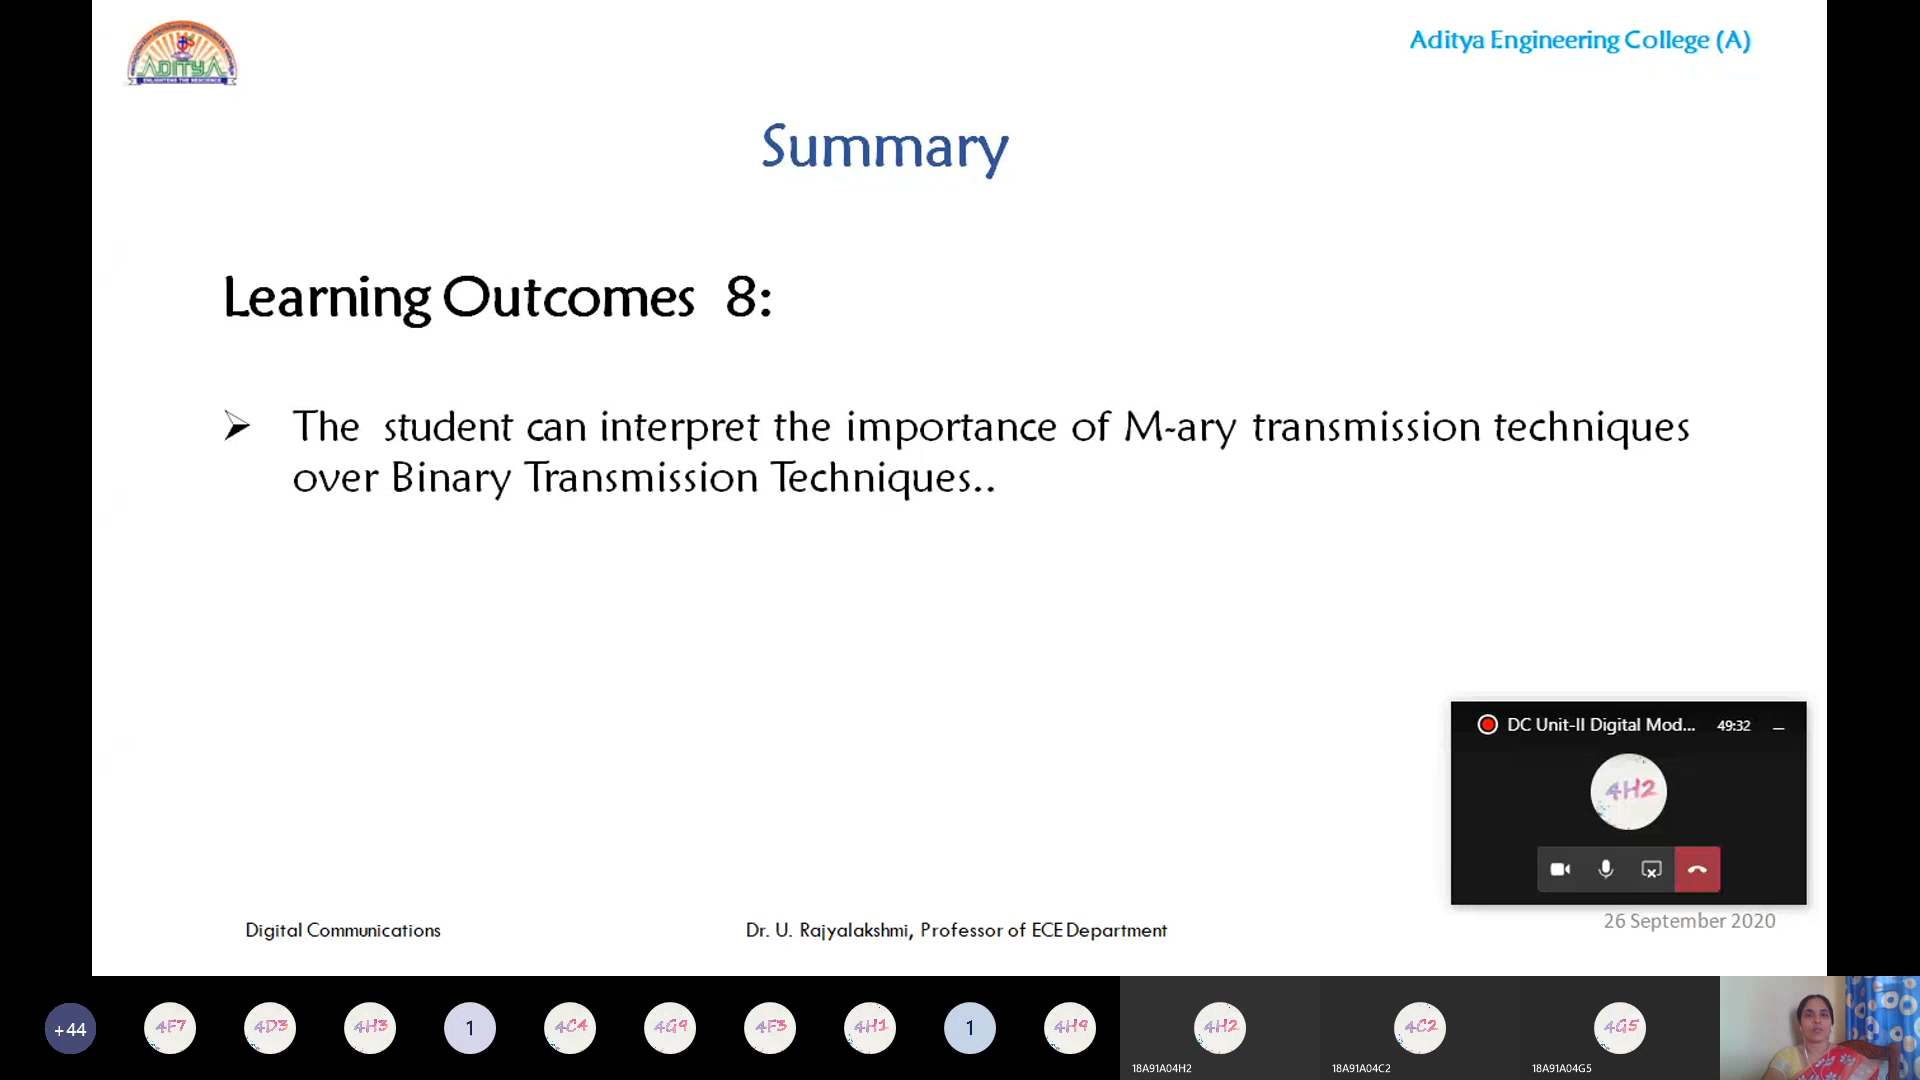 ADITYA
Aditya Engineering College (A)
Summary
Learning Outcomes 8:
The student can interpret the importance of M-ary transmission techniques
over Binary Transmission Techniques..
DC Unit-II Digital Mod... 49:32
4H2
Digital Communications
Dr. U. Rajyalakshmi, Professor of ECE Department
26 September 2020
+44
4F7
4D3
4H3
1
4C4
4G9
4F3
4H1
1
4H9
4H2
4C2
4G5
18A91A04H2
18A91A04C2
18A91A04G5